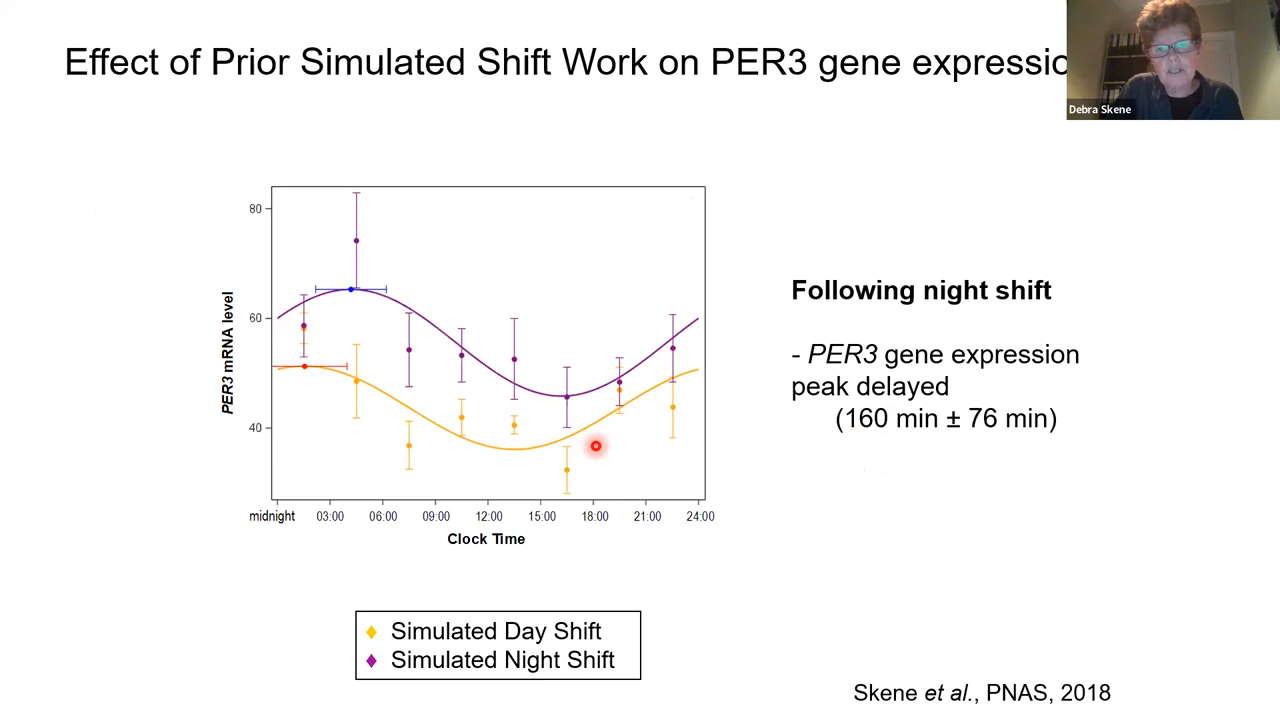 Effect of Prior Simulated Shift Work on PER3 gene expressio
Debra Skene
80
60
40
PER3 mRNA level
midnight 03:00 06:00 09:00 12:00 15:00 18:00 21:00 24:00
Clock Time
Following night shift
- PER3 gene expression
peak delayed
(160 min ± 76 min)
Simulated Day Shift
Simulated Night Shift
Skene et al., PNAS, 2018